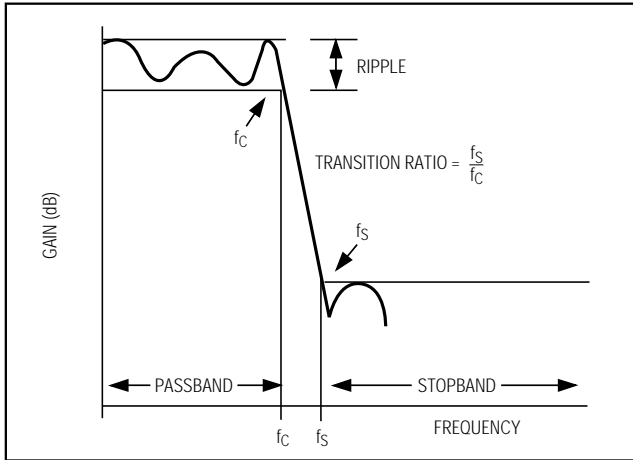 RIPPLE
fC
TRANSITION RATIO = fS/fC
GAIN (dB)
fS
PASSBAND
STOPBAND
fC
fS
FREQUENCY